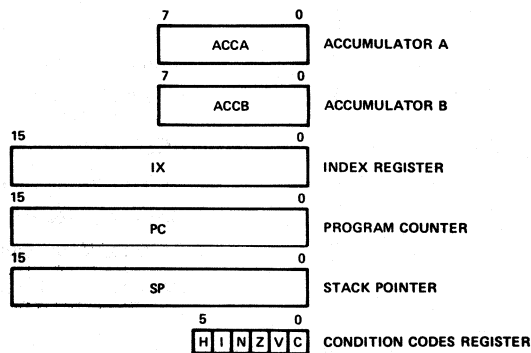 7 0
ACCA ACCUMULATOR A
7 0
ACCB ACCUMULATOR B
15 0
IX INDEX REGISTER
15 0
PC PROGRAM COUNTER
15 0
SP STACK POINTER
5 0
H I N Z V C CONDITION CODES REGISTER